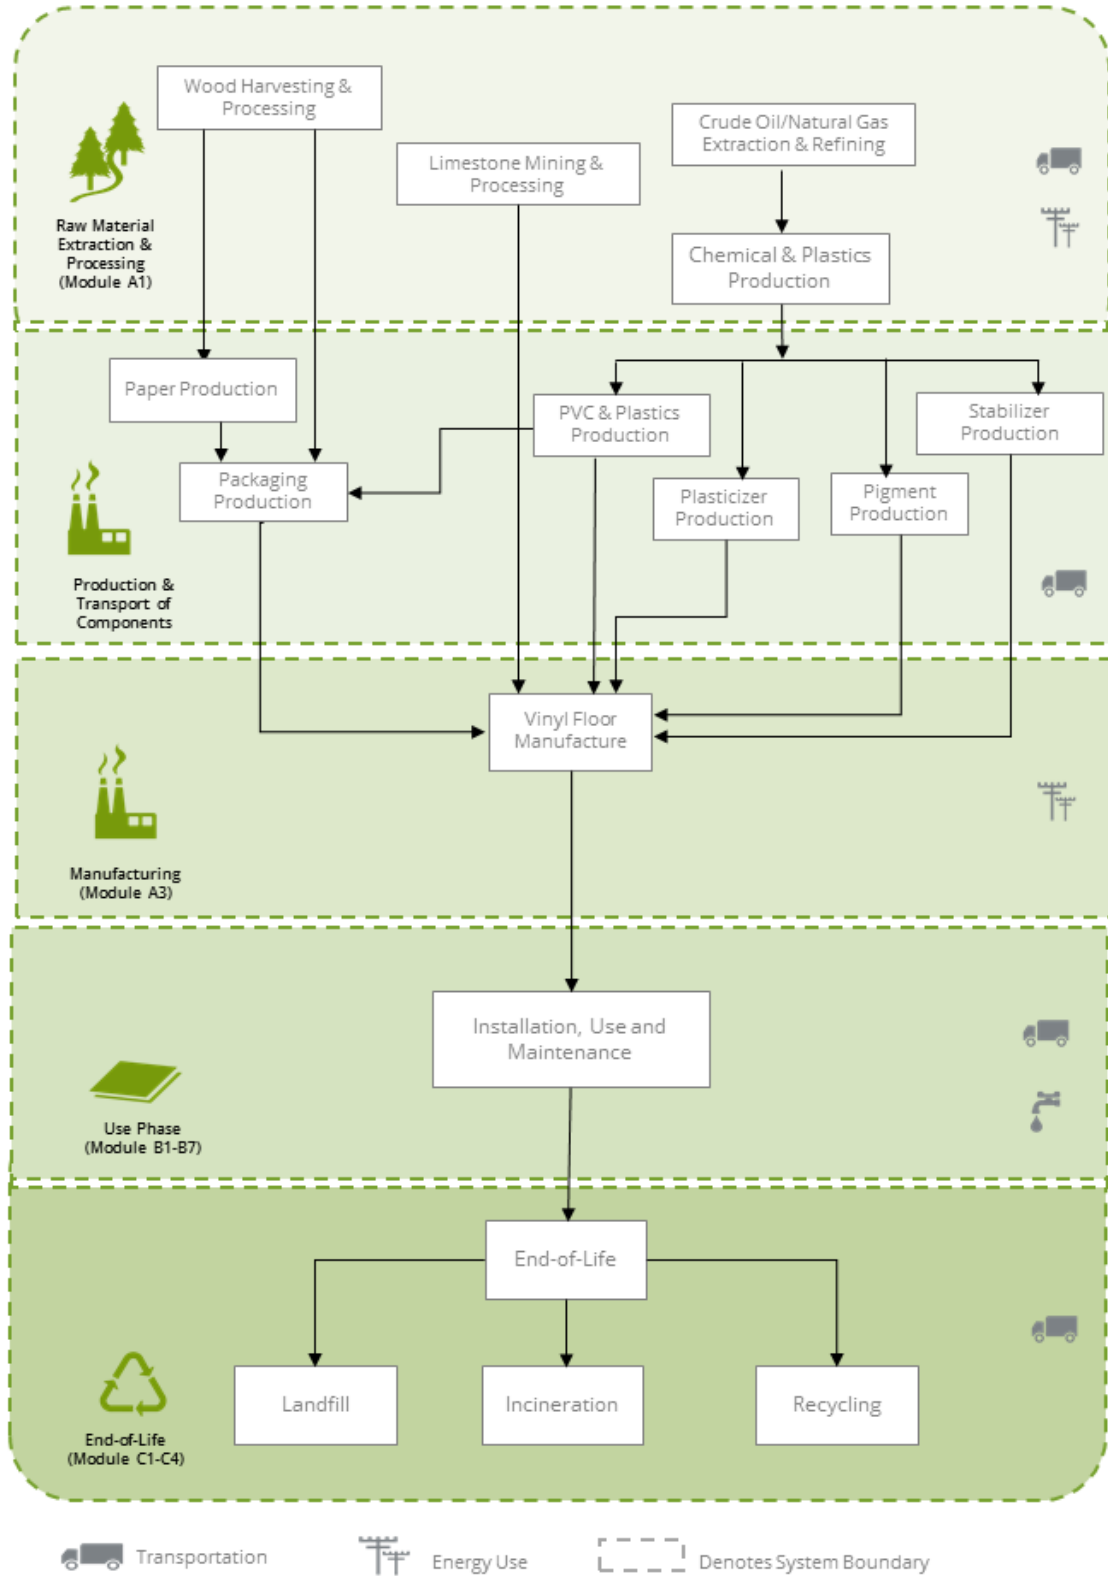 Wood Harvesting &
Processing
Crude Oil/Natural Gas
Extraction & Refining
Limestone Mining &
Processing
Raw Material
Extraction &
Processing
(Module A1)
Chemical & Plastics
Production
Paper Production
PVC & Plastics
Production
Stabilizer
Production
Packaging
Production
Plasticizer
Production
Pigment
Production
Production &
Transport of
Components
Vinyl Floor
Manufacture
Manufacturing
(Module A3)
Installation, Use and
Maintenance
Use Phase
(Module B1-B7)
End-of-Life
Landfill
Incineration
Recycling
End-of-Life
(Module C1-C4)
Transportation
Energy Use
Denotes System Boundary